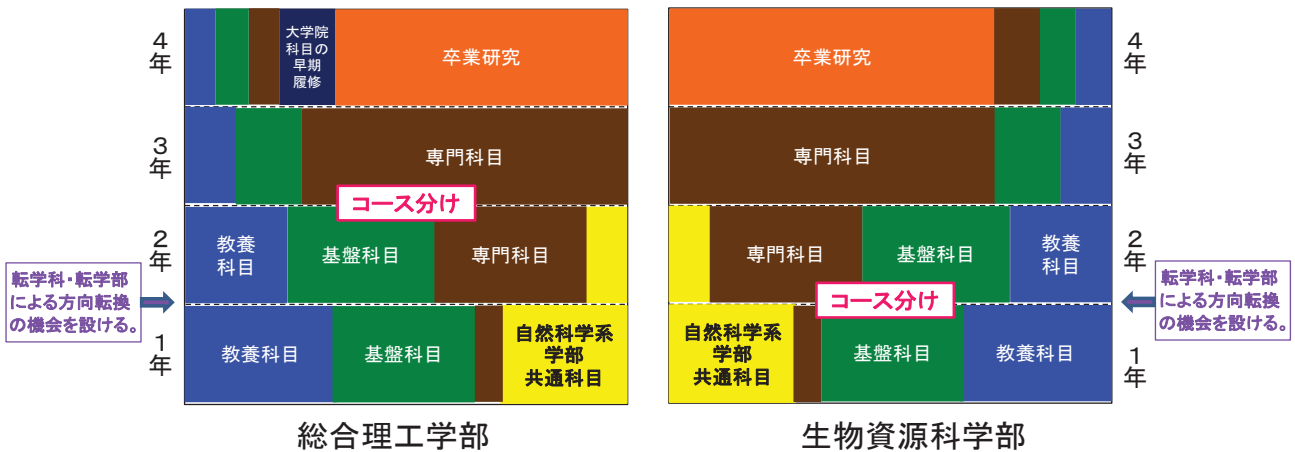 4年
大学院
科目の
早期
履修
卒業研究
3年
専門科目
コース分け
2年
教養
科目
基盤科目
専門科目
転学科・転学部
による方向転換
の機会を設ける。
1年
教養科目
基盤科目
自然科学系
学部
共通科目
総合理工学部
卒業研究
4年
専門科目
3年
専門科目
基盤科目
教養
科目
2年
コース分け
転学科・転学部
による方向転換
の機会を設ける。
自然科学系
学部
共通科目
基盤科目
教養科目
1年
生物資源科学部